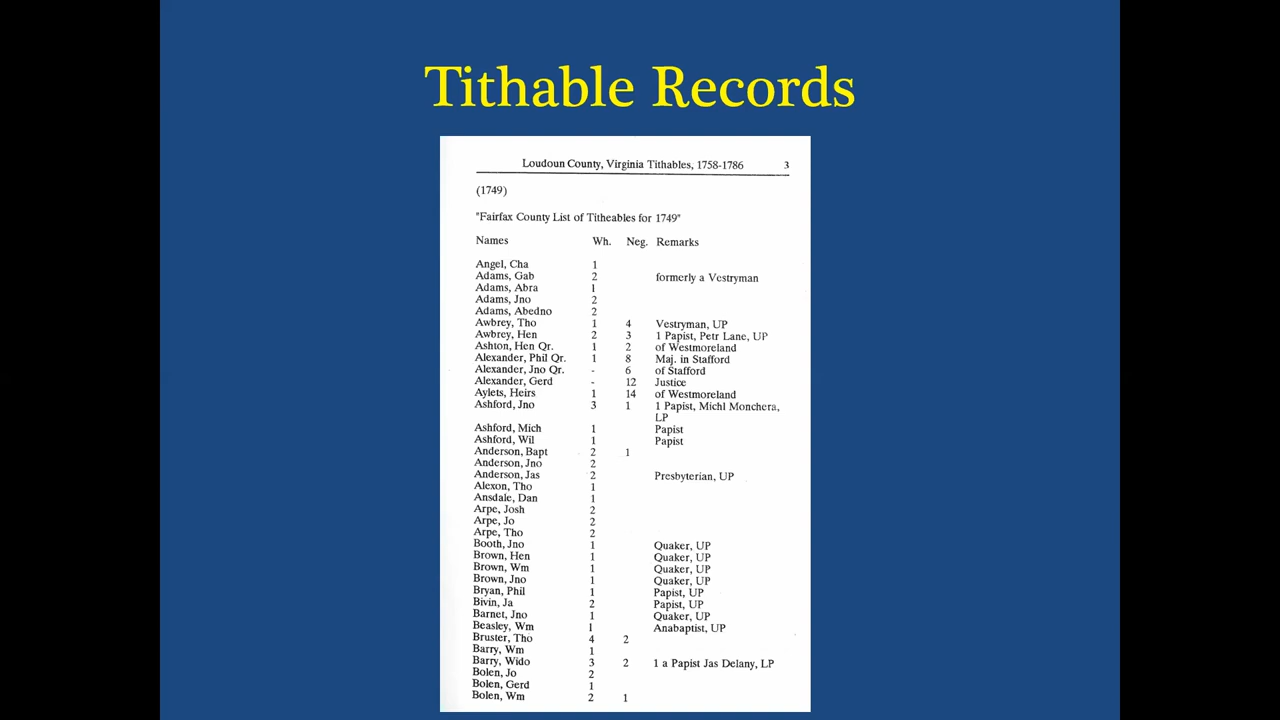 Tithable Records
Loudoun County, Virginia Tithables, 1758-1786 3
(1749)
"Fairfax County List of Titheables for 1749"
Names Wh. Neg. Remarks
Angel, Cha 1
Adams, Gab 2 formerly a Vestryman
Adams, Abra 1
Adams, Jno 2
Adams, Abedno 2
Awbrey, Tho 1 4 Vestryman, UP
Awbrey, Hen 2 3 1 Papist, Petr Lane, UP
Ashton, Hen Qr. 1 2 of Westmoreland
Alexander, Phil Qr. 1 8 Maj. in Stafford
Alexander, Jno Qr. - 6 of Stafford
Alexander, Gerd - 12 Justice
Aylets, Heirs 1 14 of Westmoreland
Ashford, Jno 3 1 1 Papist, Michl Monchera,
LP
Ashford, Mich 1 Papist
Ashford, Wil 1 Papist
Anderson, Bapt 2 1
Anderson, Jno 2
Anderson, Jas 2 Presbyterian, UP
Alexon, Tho 1
Ansdale, Dan 1
Arpe, Josh 2
Arpe, Jo 2
Arpe, Tho 2
Booth, Jno 1 Quaker, UP
Brown, Hen 1 Quaker, UP
Brown, Wm 1 Quaker, UP
Brown, Jno 1 Quaker, UP
Bryan, Phil 1 Papist, UP
Bivin, Ja 2 Papist, UP
Barnet, Jno 1 Quaker, UP
Beasley, Wm 1 Anabaptist, UP
Bruster, Tho 4 2
Barry, Wm 1
Barry, Wido 3 2 1 a Papist Jas Delany, LP
Bolen, Jo 2
Bolen, Gerd 1
Bolen, Wm 2 1